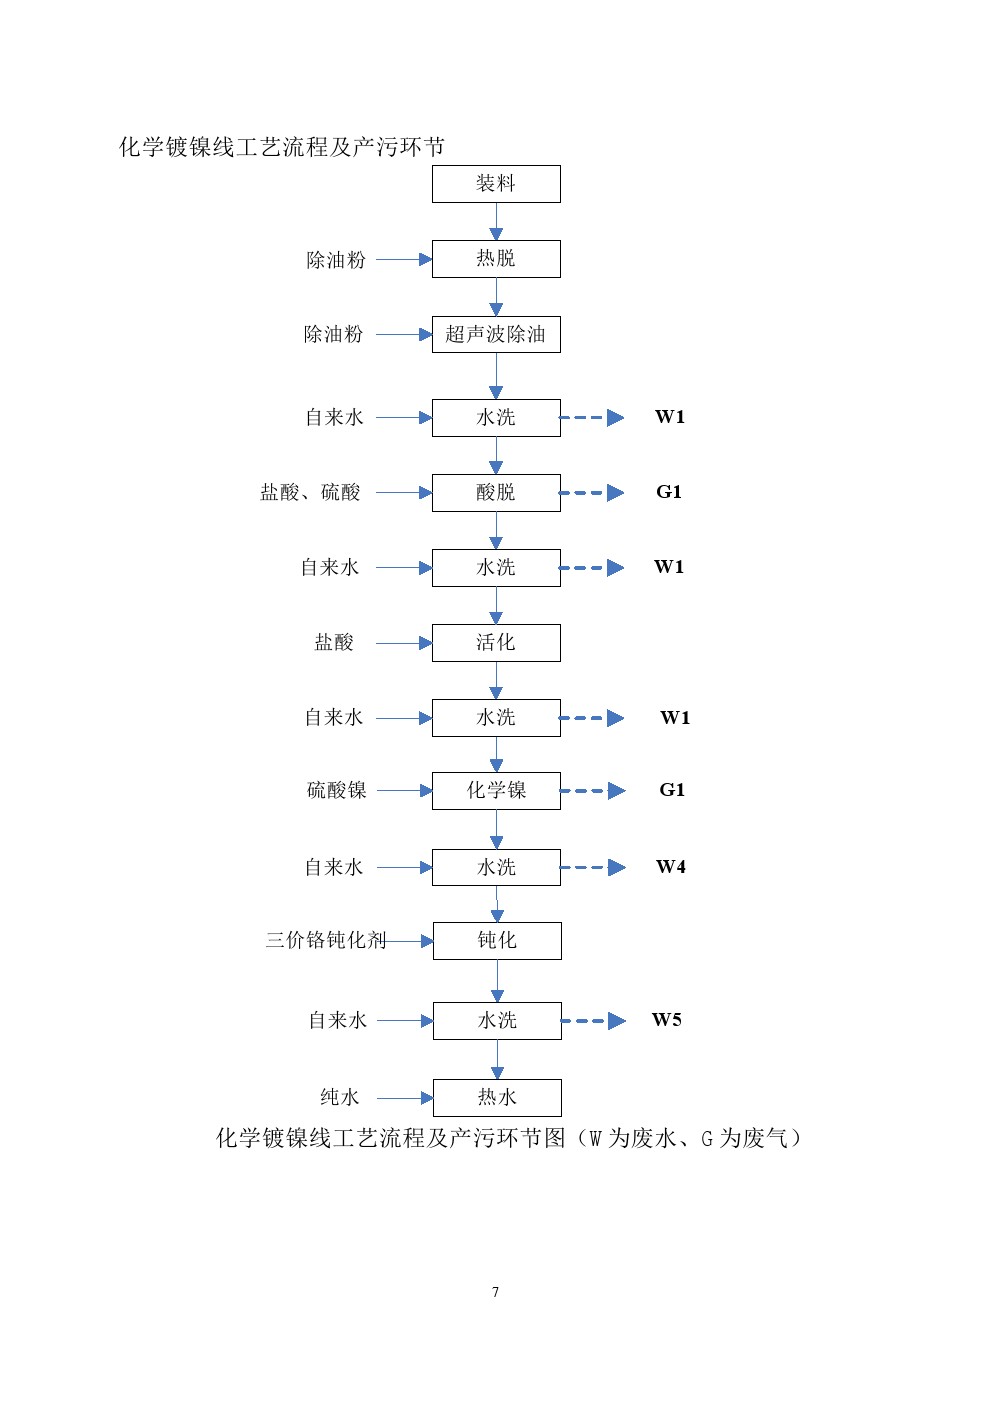 化学镀镍线工艺流程及产污环节
装料
除油粉 热脱
除油粉 超声波除油
自来水 水洗 W1
盐酸、硫酸 酸脱 G1
自来水 水洗 W1
盐酸 活化
自来水 水洗 W1
硫酸镍 化学镍 G1
自来水 水洗 W4
三价铬钝化剂 钝化
自来水 水洗 W5
纯水 热水
化学镀镍线工艺流程及产污环节图（W为废水、G为废气）
7